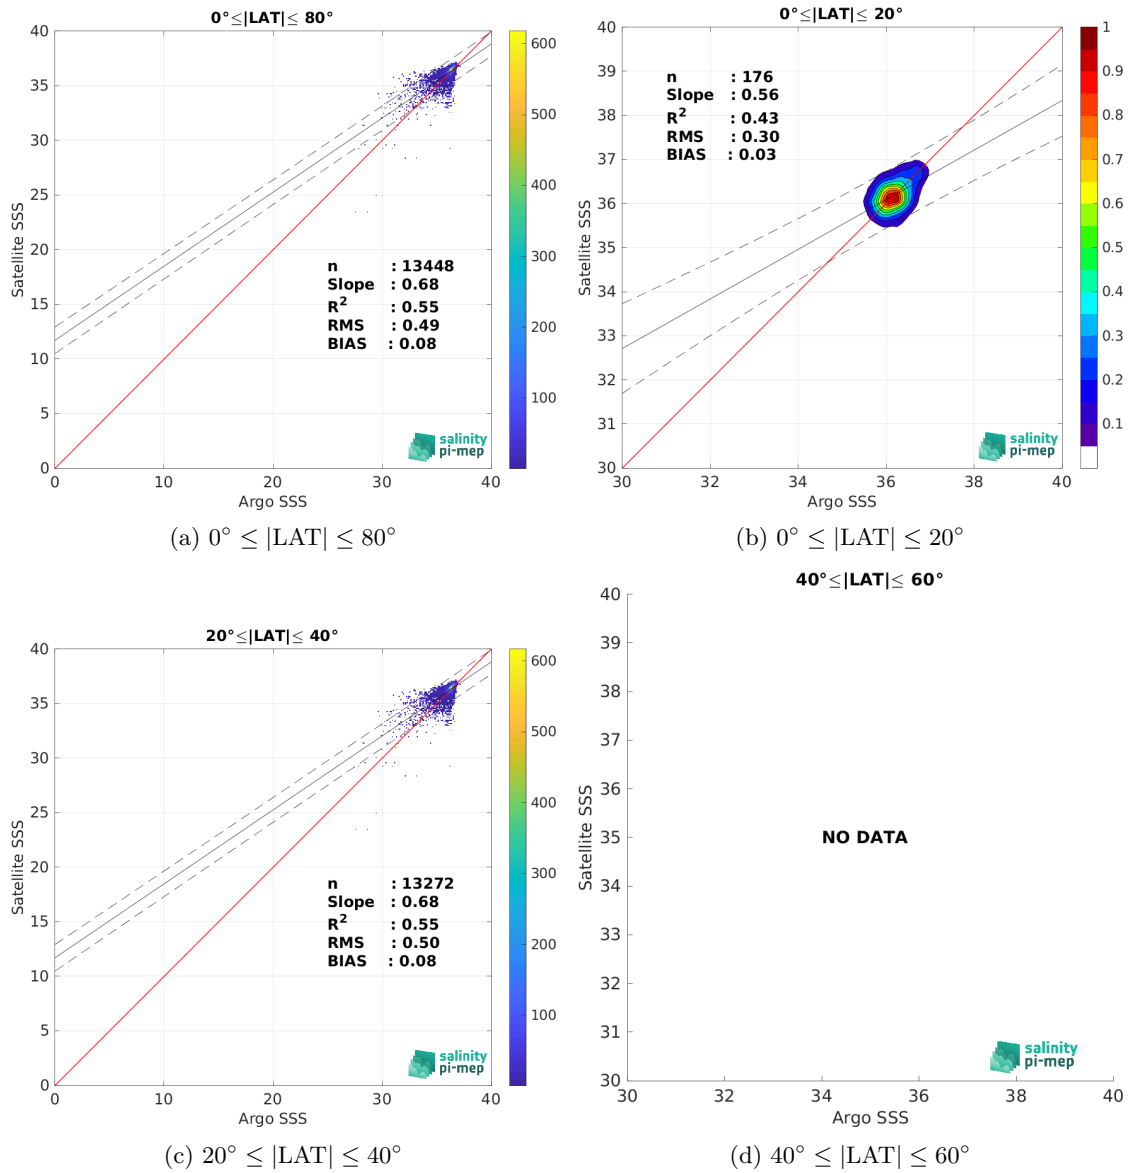 0°≤|LAT|≤ 80°
40
35
30
25
20
15
10
5
0
0
10
20
30
40
Satellite SSS
Argo SSS
n : 13448
Slope : 0.68
R² : 0.55
RMS : 0.49
BIAS : 0.08
600
500
400
300
200
100
salinity
pi-mep
(a) 0° ≤ |LAT| ≤ 80°
0°≤|LAT|≤ 20°
40
39
38
37
36
35
34
33
32
31
30
30
32
34
36
38
40
Satellite SSS
Argo SSS
n : 176
Slope : 0.56
R² : 0.43
RMS : 0.30
BIAS : 0.03
1
0.9
0.8
0.7
0.6
0.5
0.4
0.3
0.2
0.1
salinity
pi-mep
(b) 0° ≤ |LAT| ≤ 20°
20°≤|LAT|≤ 40°
40
35
30
25
20
15
10
5
0
0
10
20
30
40
Satellite SSS
Argo SSS
n : 13272
Slope : 0.68
R² : 0.55
RMS : 0.50
BIAS : 0.08
600
500
400
300
200
100
salinity
pi-mep
(c) 20° ≤ |LAT| ≤ 40°
40°≤|LAT|≤ 60°
40
39
38
37
36
35
34
33
32
31
30
30
32
34
36
38
40
Satellite SSS
Argo SSS
NO DATA
salinity
pi-mep
(d) 40° ≤ |LAT| ≤ 60°